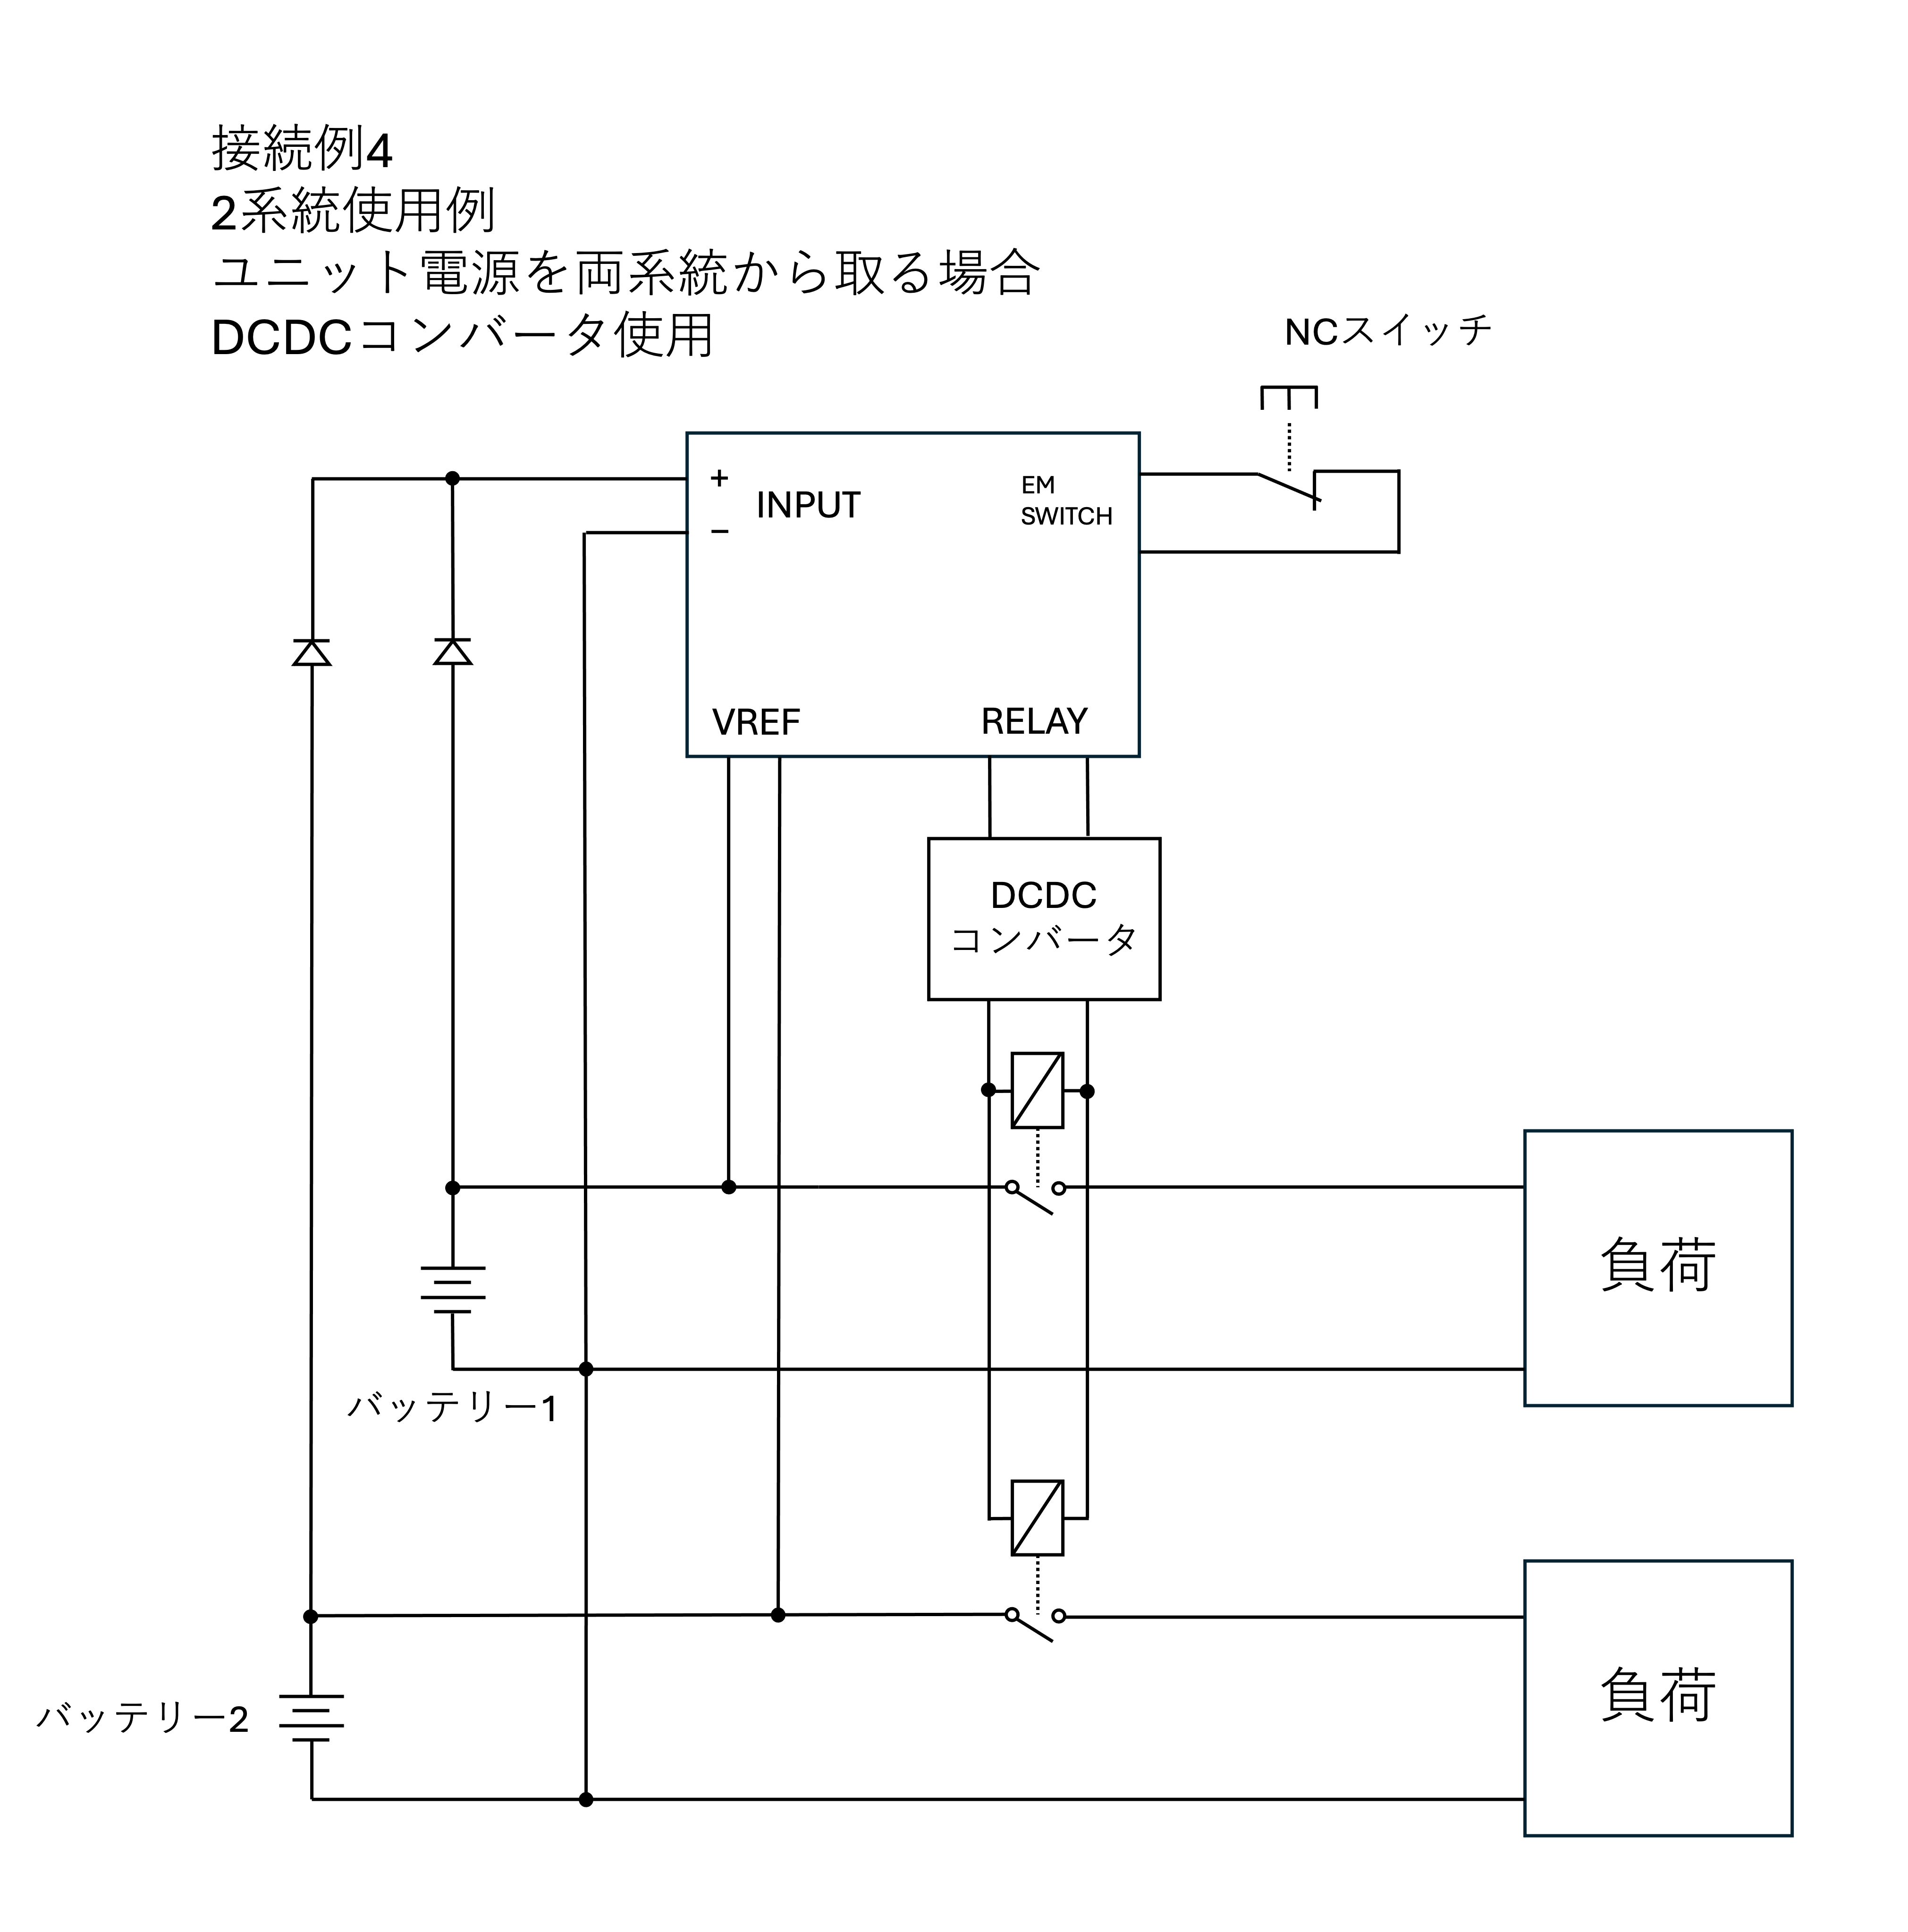 接続例4
2系統使用例
ユニット電源を両系統から取る場合
DCDCコンバータ使用
NCスイッチ
+
INPUT
−
EM
SWITCH
VREF
RELAY
DCDC
コンバータ
負荷
バッテリー1
負荷
バッテリー2